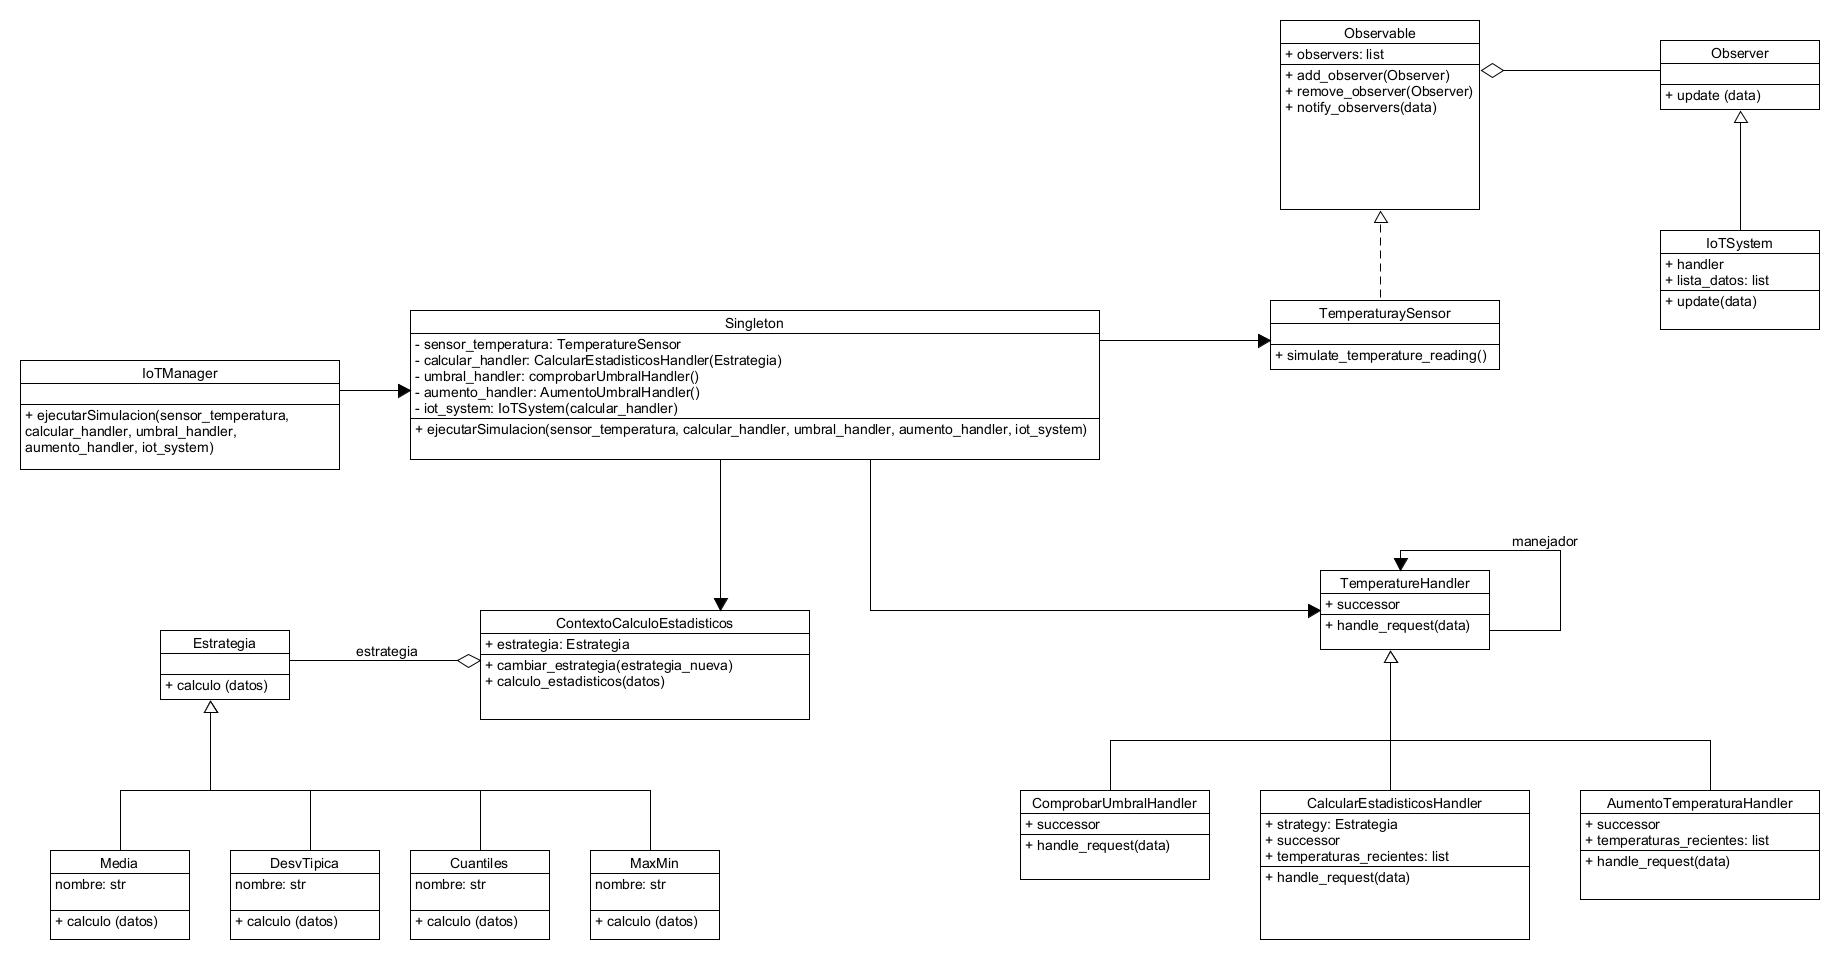 Observable
+ observers: list
+ add_observer(Observer)
+ remove_observer(Observer)
+ notify_observers(data)
Observer
+ update (data)
IoTSystem
+ handler
+ lista_datos: list
+ update(data)
TemperaturaySensor
+ simulate_temperature_reading()
Singleton
- sensor_temperatura: TemperatureSensor
- calcular_handler: CalcularEstadisticosHandler(Estrategia)
- umbral_handler: comprobarUmbralHandler()
- aumento_handler: AumentoUmbralHandler()
- iot_system: IoTSystem(calcular_handler)
+ ejecutarSimulacion(sensor_temperatura, calcular_handler, umbral_handler, aumento_handler, iot_system)
IoTManager
+ ejecutarSimulacion(sensor_temperatura,
calcular_handler, umbral_handler,
aumento_handler, iot_system)
manejador
TemperatureHandler
+ successor
+ handle_request(data)
ContextoCalculoEstadisticos
+ estrategia: Estrategia
+ cambiar_estrategia(estrategia_nueva)
+ calculo_estadisticos(datos)
estrategia
Estrategia
+ calculo (datos)
ComprobarUmbralHandler
+ successor
+ handle_request(data)
CalcularEstadisticosHandler
+ strategy: Estrategia
+ successor
+ temperaturas_recientes: list
+ handle_request(data)
AumentoTemperaturaHandler
+ successor
+ temperaturas_recientes: list
+ handle_request(data)
Media
nombre: str
+ calculo (datos)
DesvTipica
nombre: str
+ calculo (datos)
Cuantiles
nombre: str
+ calculo (datos)
MaxMin
nombre: str
+ calculo (datos)